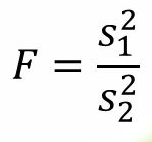 F = s₁² / s₂²